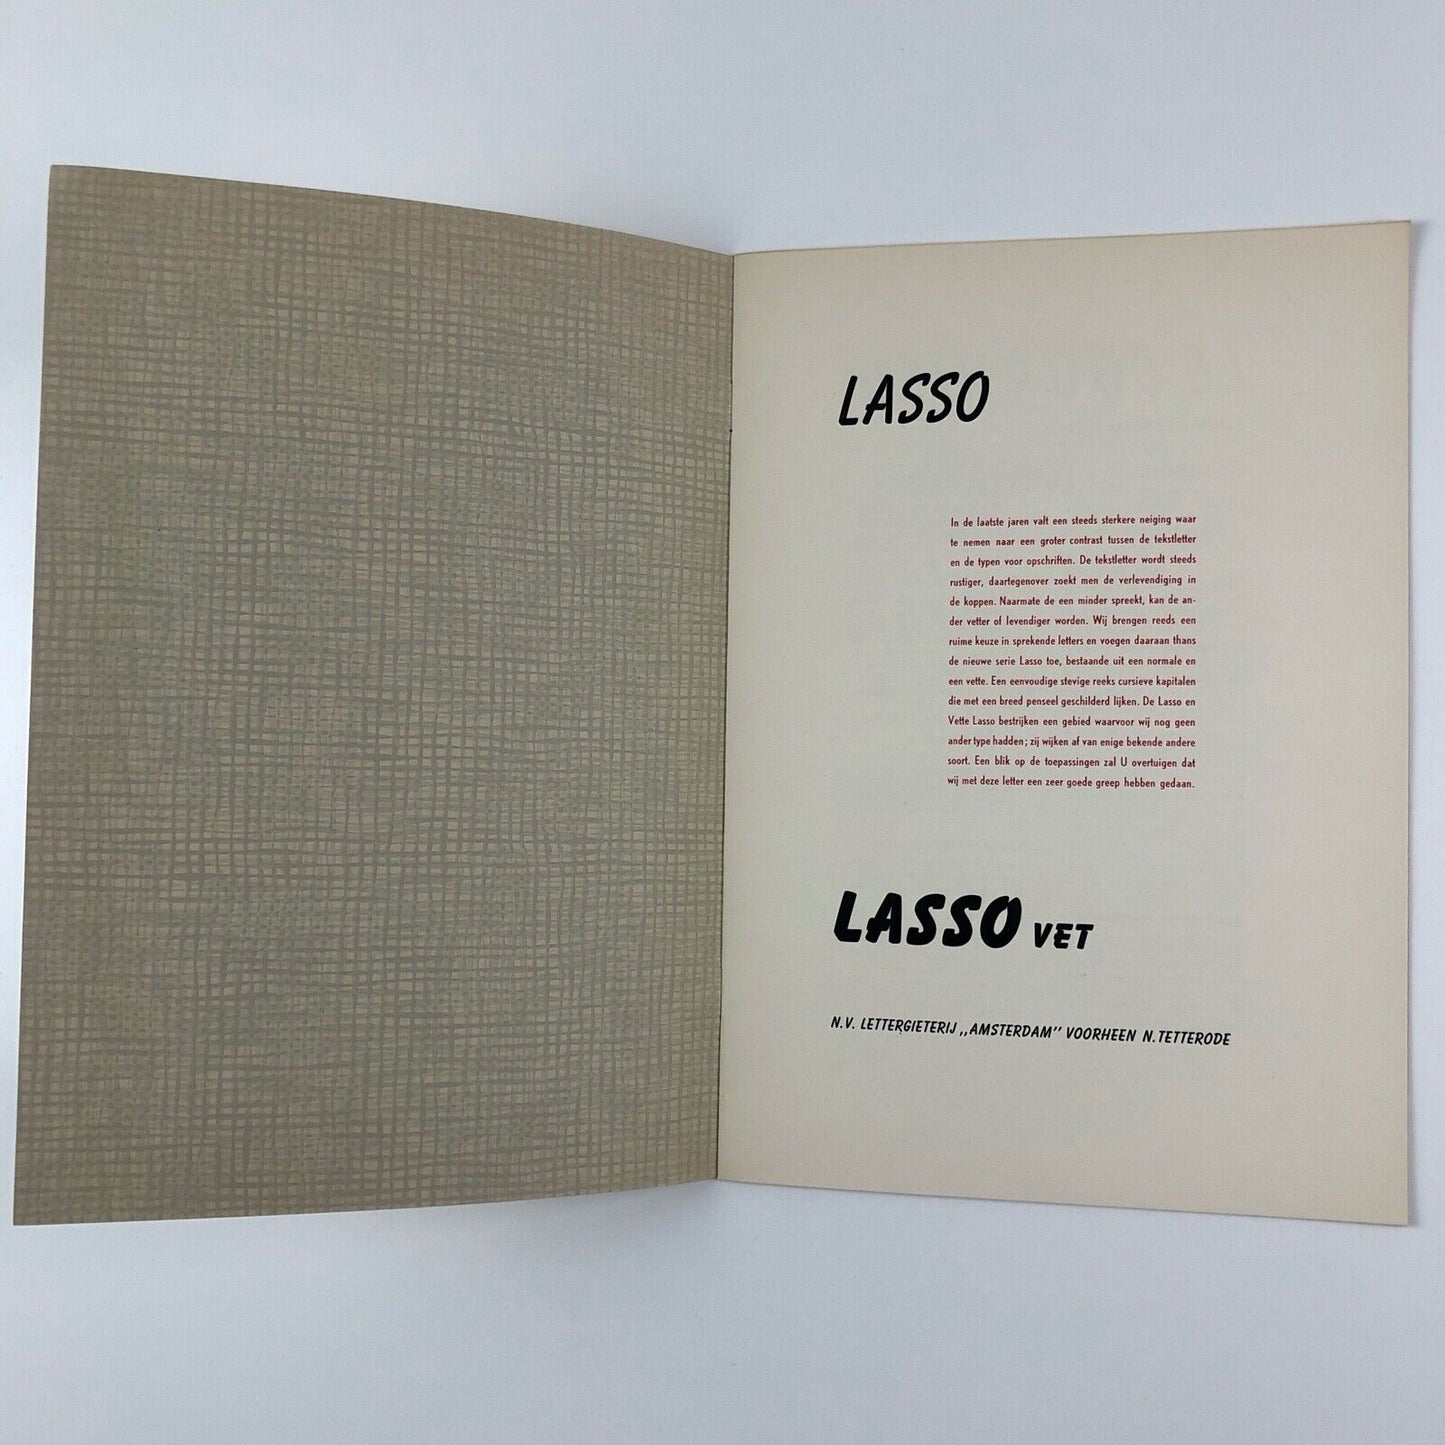 LASSO
In de laatste jaren valt een steeds sterkere neiging waar
te nemen naar een groter contrast tussen de tekstletter
en de typen voor opschriften. De tekstletter wordt steeds
rustiger, daartegenover zoekt men de verlevendiging in
de koppen. Naarmate de een minder spreekt, kan de an-
der vetter of levendiger worden. Wij brengen reeds een
ruime keuze in sprekende letters en voegen daaraan thans
de nieuwe serie Lasso toe, bestaande uit een normale en
een vette. Een eenvoudige stevige reeks cursieve kapitalen
die met een breed penseel geschilderd lijken. De Lasso en
Vette Lasso bestrijken een gebied waarvoor wij nog geen
ander type hadden; zij wijken af van enige bekende andere
soort. Een blik op de toepassingen zal U overtuigen dat
wij met deze letter een zeer goede greep hebben gedaan.
LASSO VET
N.V. LETTERGIETERIJ ,,AMSTERDAM'' VOORHEEN N. TETTERODE